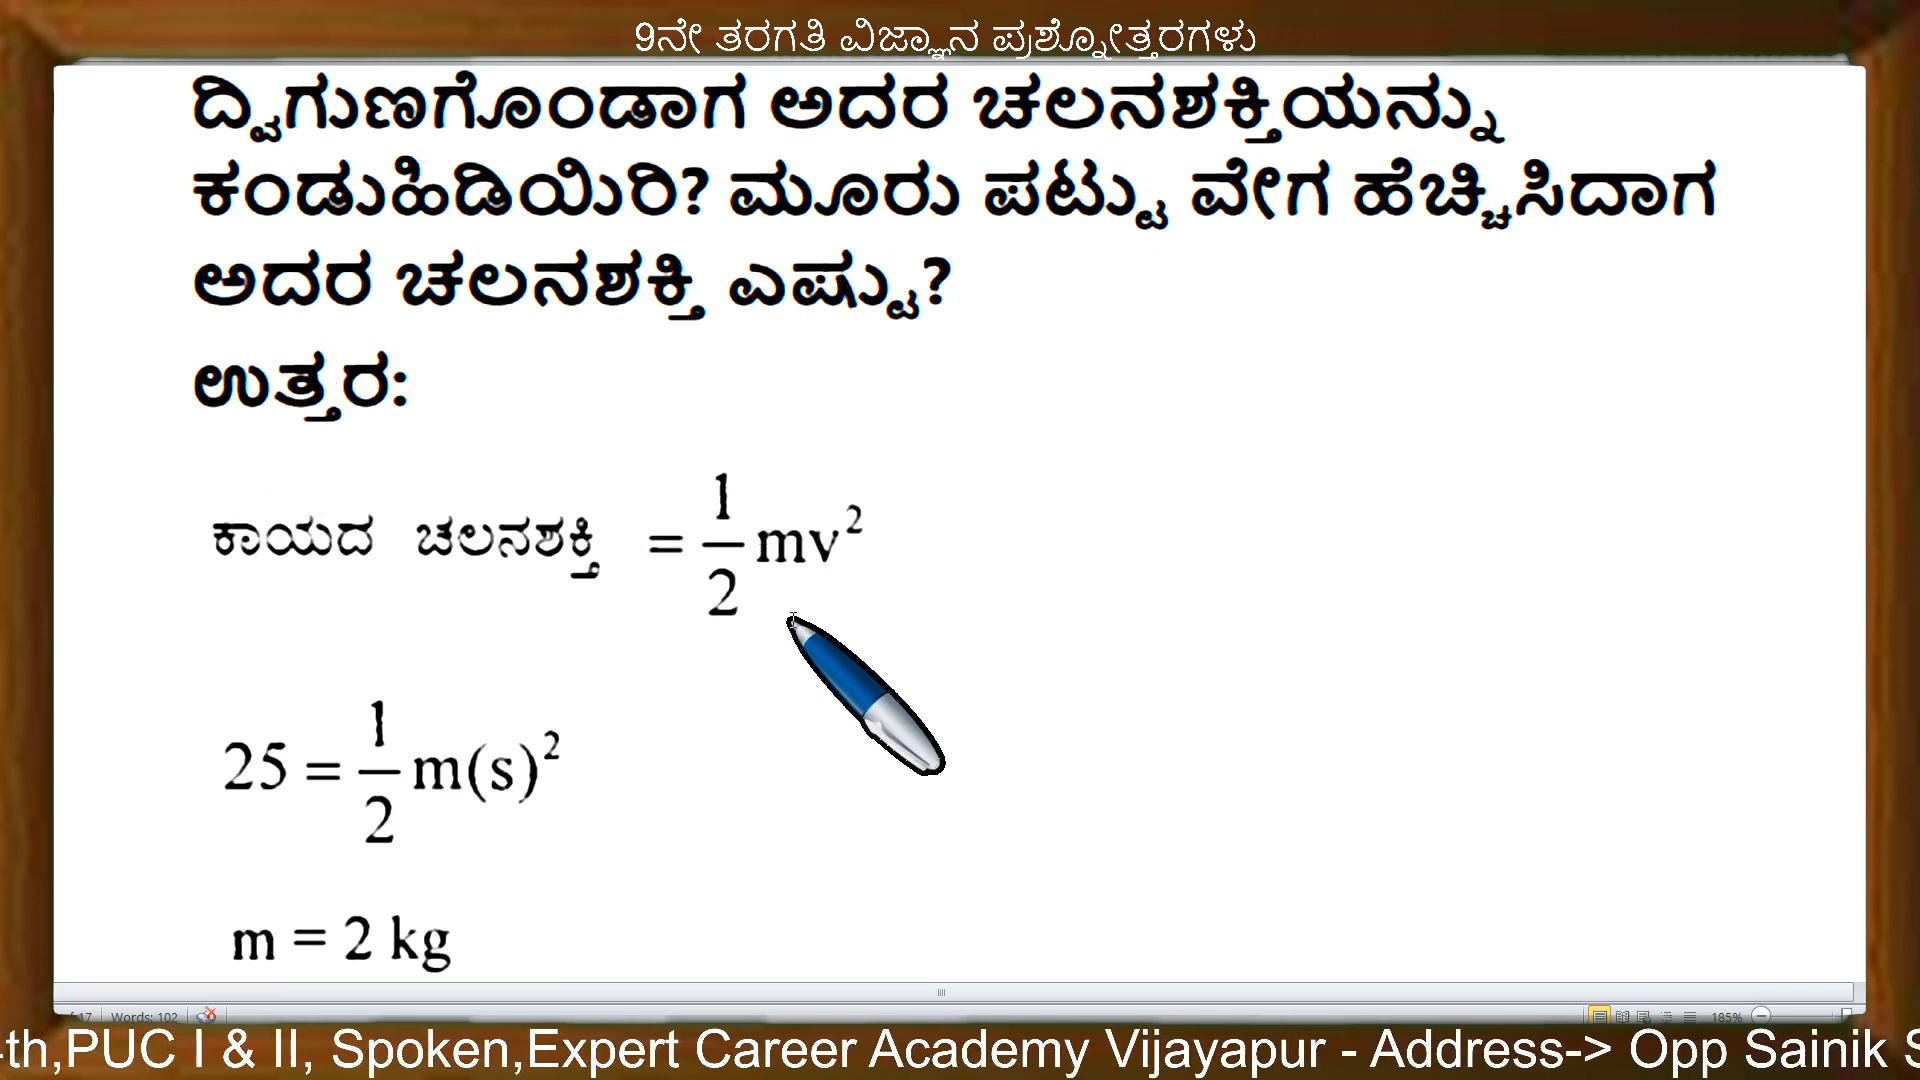 9ನೇ ತರಗತಿ ವಿಜ್ಞಾನ ಪ್ರಶ್ನೋತ್ತರಗಳು
ದ್ವಿಗುಣಗೊಂಡಾಗ ಅದರ ಚಲನಶಕ್ತಿಯನ್ನು
ಕಂಡುಹಿಡಿಯಿರಿ? ಮೂರು ಪಟ್ಟು ವೇಗ ಹೆಚ್ಚಿಸಿದಾಗ
ಅದರ ಚಲನಶಕ್ತಿ ಎಷ್ಟು?
ಉತ್ತರ:
ಕಾಯದ ಚಲನಶಕ್ತಿ = 1/2 mv²
25 = 1/2 m(s)²
m = 2 kg
Words: 102 185%
th,PUC I & II, Spoken,Expert Career Academy Vijayapur - Address-> Opp Sainik